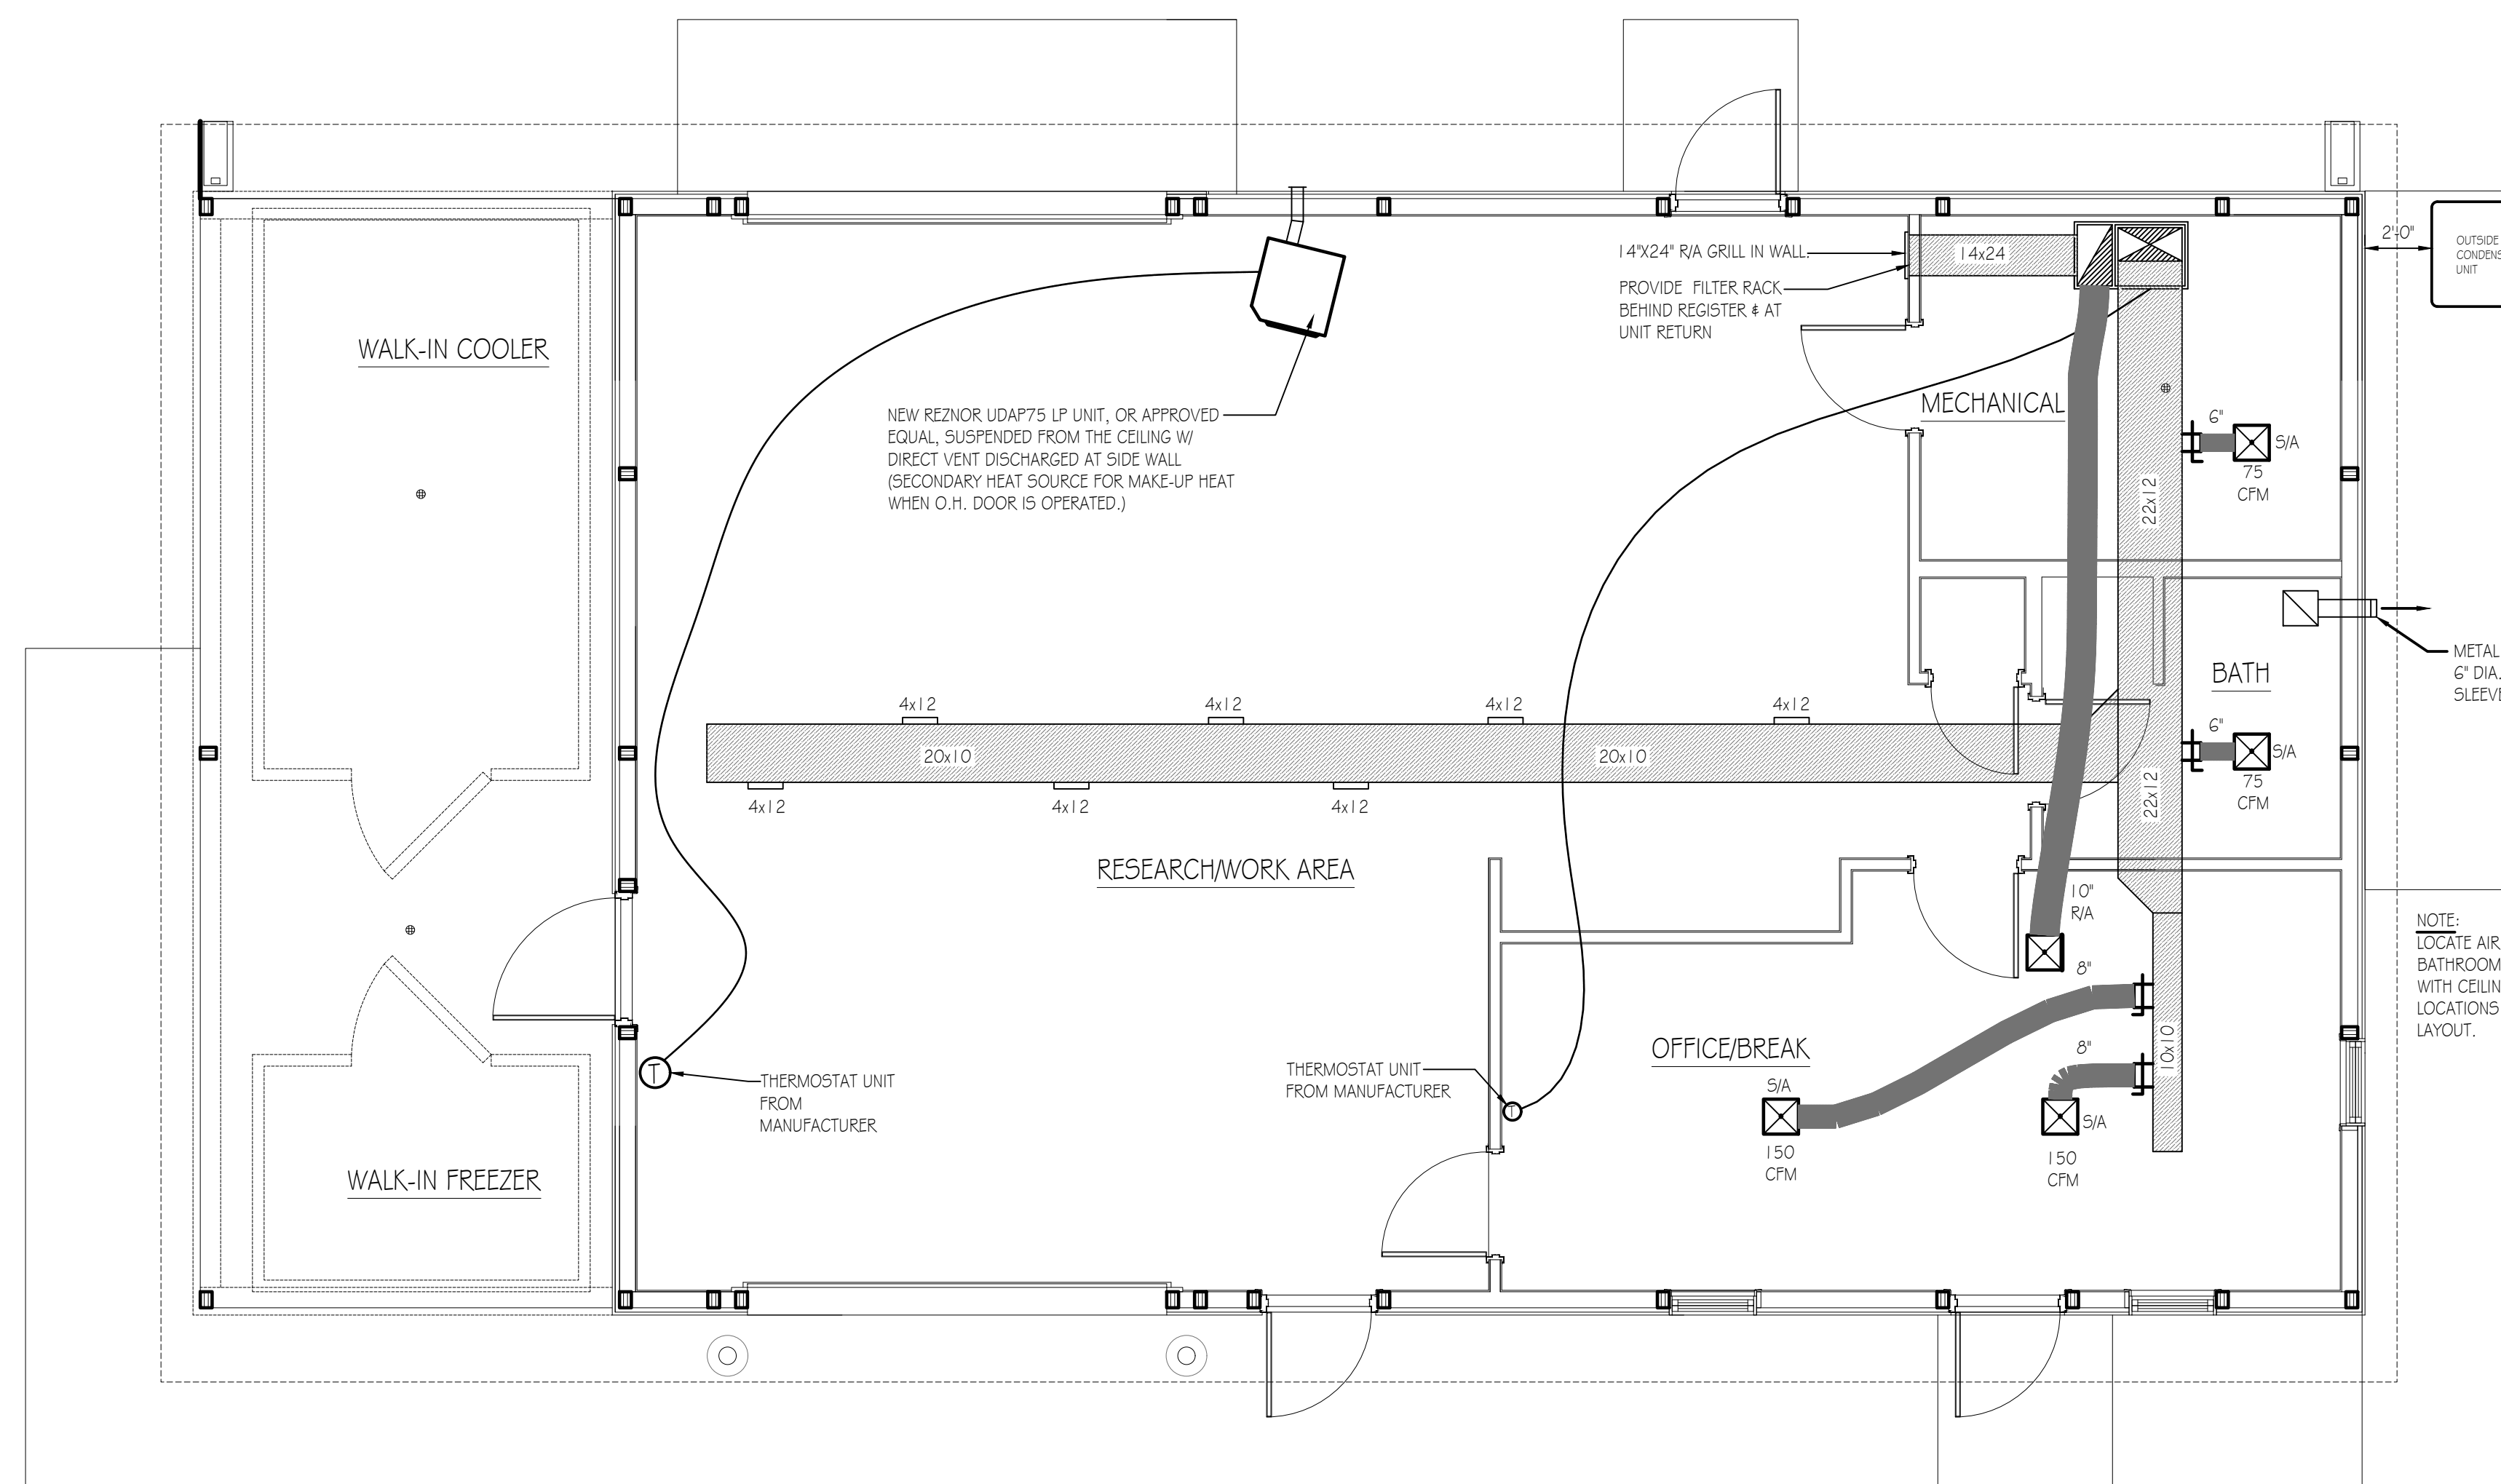 2'-0"
OUTSIDE
CONDENS
UNIT
14"X24" R/A GRILL IN WALL.
14x24
PROVIDE FILTER RACK
BEHIND REGISTER & AT
UNIT RETURN
WALK-IN COOLER
MECHANICAL
NEW REZNOR UDAP75 LP UNIT, OR APPROVED
EQUAL, SUSPENDED FROM THE CEILING W/
DIRECT VENT DISCHARGED AT SIDE WALL
(SECONDARY HEAT SOURCE FOR MAKE-UP HEAT
WHEN O.H. DOOR IS OPERATED.)
6"
S/A
75
CFM
22x12
METAL
6" DIA.
SLEEVE
BATH
4x12
4x12
4x12
4x12
20x10
20x10
6"
S/A
75
CFM
22x12
4x12
4x12
4x12
RESEARCH/WORK AREA
10"
R/A
NOTE:
LOCATE AIR
BATHROOM
WITH CEILIN
LOCATIONS
LAYOUT.
8"
8"
10x10
OFFICE/BREAK
THERMOSTAT UNIT
FROM MANUFACTURER
T
T
THERMOSTAT UNIT
FROM
MANUFACTURER
S/A
150
CFM
S/A
150
CFM
WALK-IN FREEZER